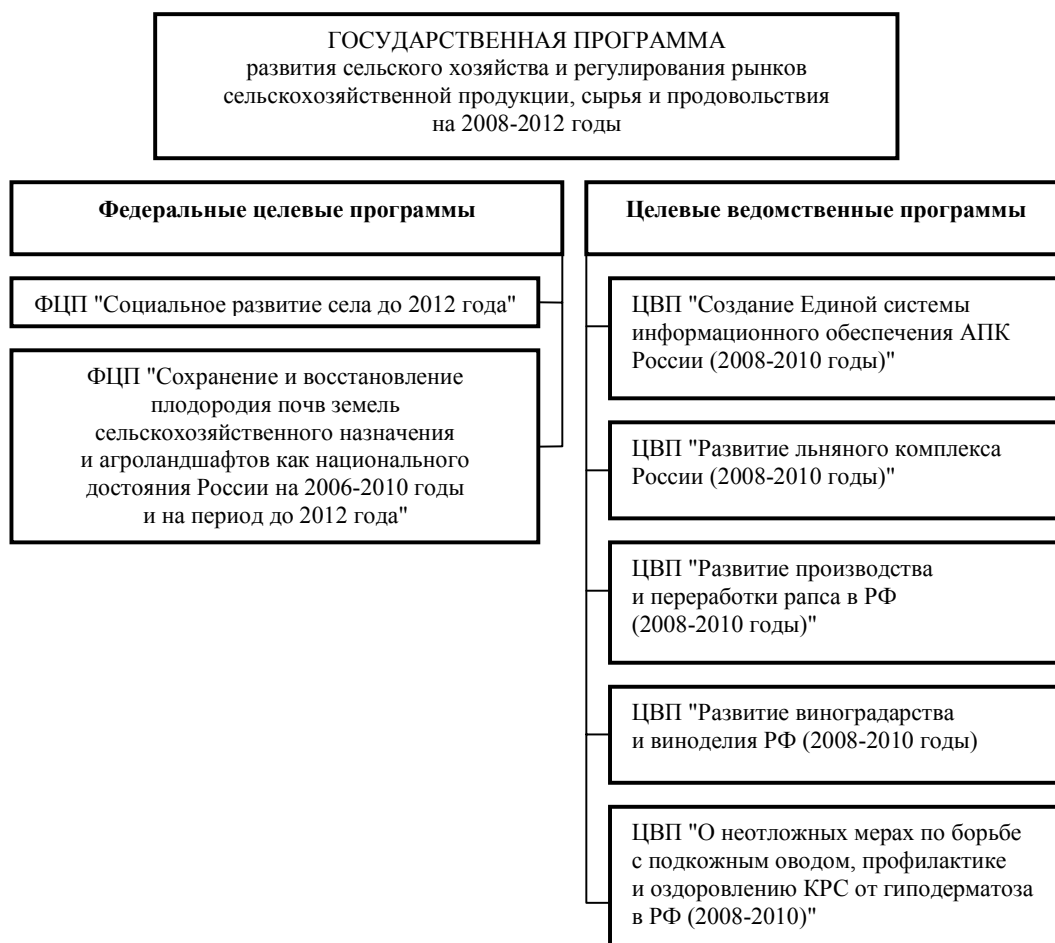 ГОСУДАРСТВЕННАЯ ПРОГРАММА
развития сельского хозяйства и регулирования рынков
сельскохозяйственной продукции, сырья и продовольствия
на 2008-2012 годы
Федеральные целевые программы
ФЦП "Социальное развитие села до 2012 года"
ФЦП "Сохранение и восстановление
плодородия почв земель
сельскохозяйственного назначения
и агроландшафтов как национального
достояния России на 2006-2010 годы
и на период до 2012 года"
Целевые ведомственные программы
ЦВП "Создание Единой системы
информационного обеспечения АПК
России (2008-2010 годы)"
ЦВП "Развитие льняного комплекса
России (2008-2010 годы)"
ЦВП "Развитие производства
и переработки рапса в РФ
(2008-2010 годы)"
ЦВП "Развитие виноградарства
и виноделия РФ (2008-2010 годы)
ЦВП "О неотложных мерах по борьбе
с подкожным оводом, профилактике
и оздоровлению КРС от гиподерматоза
в РФ (2008-2010)"